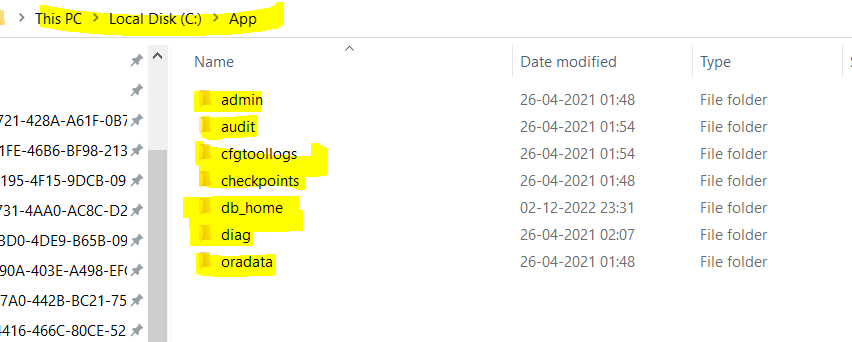 This PC > Local Disk (C:) > App
Name Date modified Type
admin 26-04-2021 01:48 File folder
721-428A-A61F-0B7 audit 26-04-2021 01:54 File folder
1FE-46B6-BF98-213 cfgtoollogs 26-04-2021 01:54 File folder
195-4F15-9DCB-09 checkpoints 26-04-2021 01:48 File folder
731-4AA0-AC8C-D2 db_home 02-12-2022 23:31 File folder
3D0-4DE9-B65B-09 diag 26-04-2021 02:07 File folder
90A-403E-A498-EF oradata 26-04-2021 01:48 File folder
7A0-442B-BC21-75
4416-466C-80CE-52